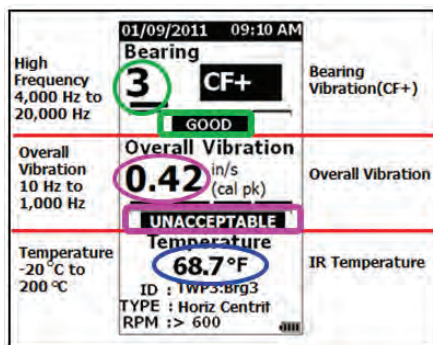 01/09/2011 09:10 AM
Bearing
High
Frequency
4,000 Hz to
20,000 Hz
3
CF+
Bearing
Vibration(CF+)
GOOD
Overall Vibration
Overall
Vibration
10 Hz to
1,000 Hz
0.42
in/s
(cal pk)
Overall Vibration
UNACCEPTABLE
Temperature
Temperature
-20 °C to
200 °C
68.7°F
IR Temperature
ID : TWP3:Brg3
TYPE : Horiz Centrif
RPM :> 600